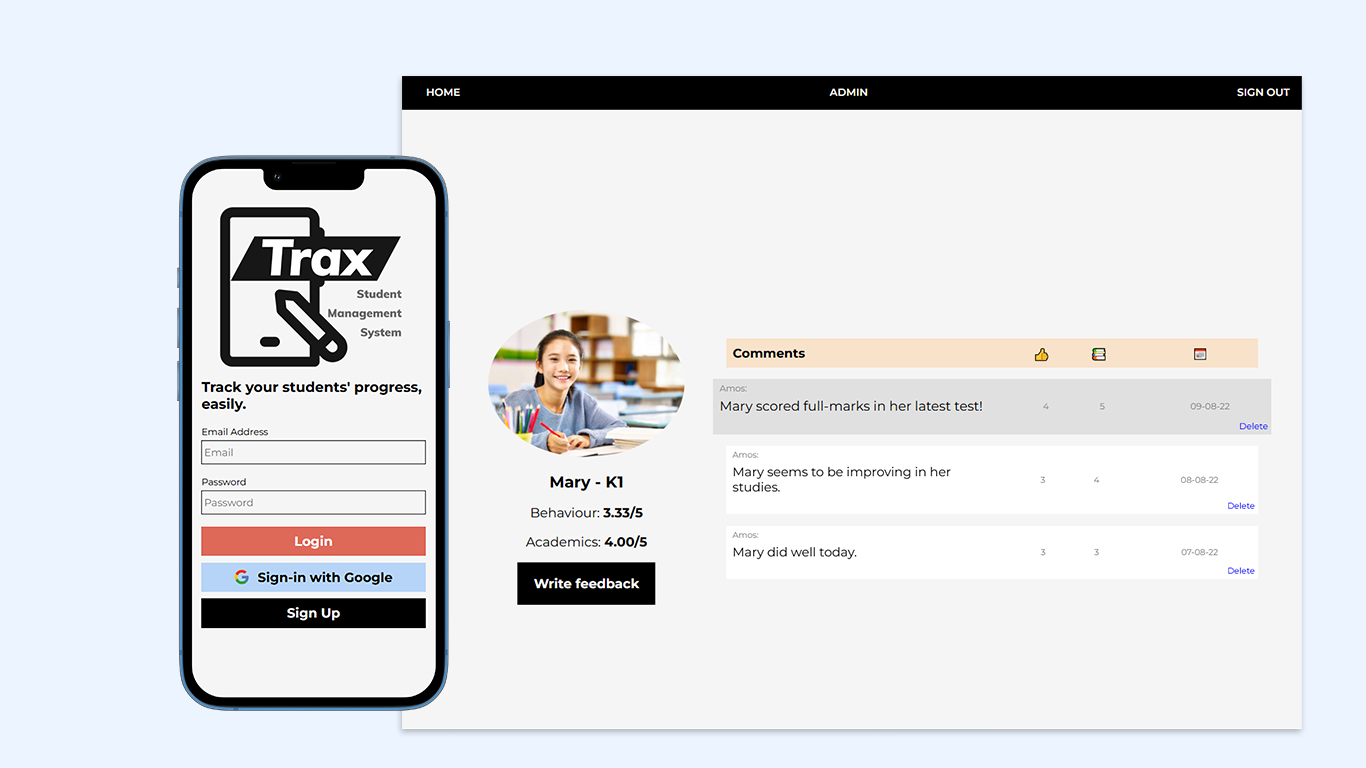 HOME
ADMIN
SIGN OUT
Trax
Student
Management
System
Track your students' progress,
easily.
Email Address
Email
Password
Password
Login
Sign-in with Google
Sign Up
Mary - K1
Behaviour: 3.33/5
Academics: 4.00/5
Write feedback
Comments
Amos:
Mary scored full-marks in her latest test! 4 5 09-08-22
Delete
Amos:
Mary seems to be improving in her
studies. 3 4 08-08-22
Delete
Amos:
Mary did well today. 3 3 07-08-22
Delete